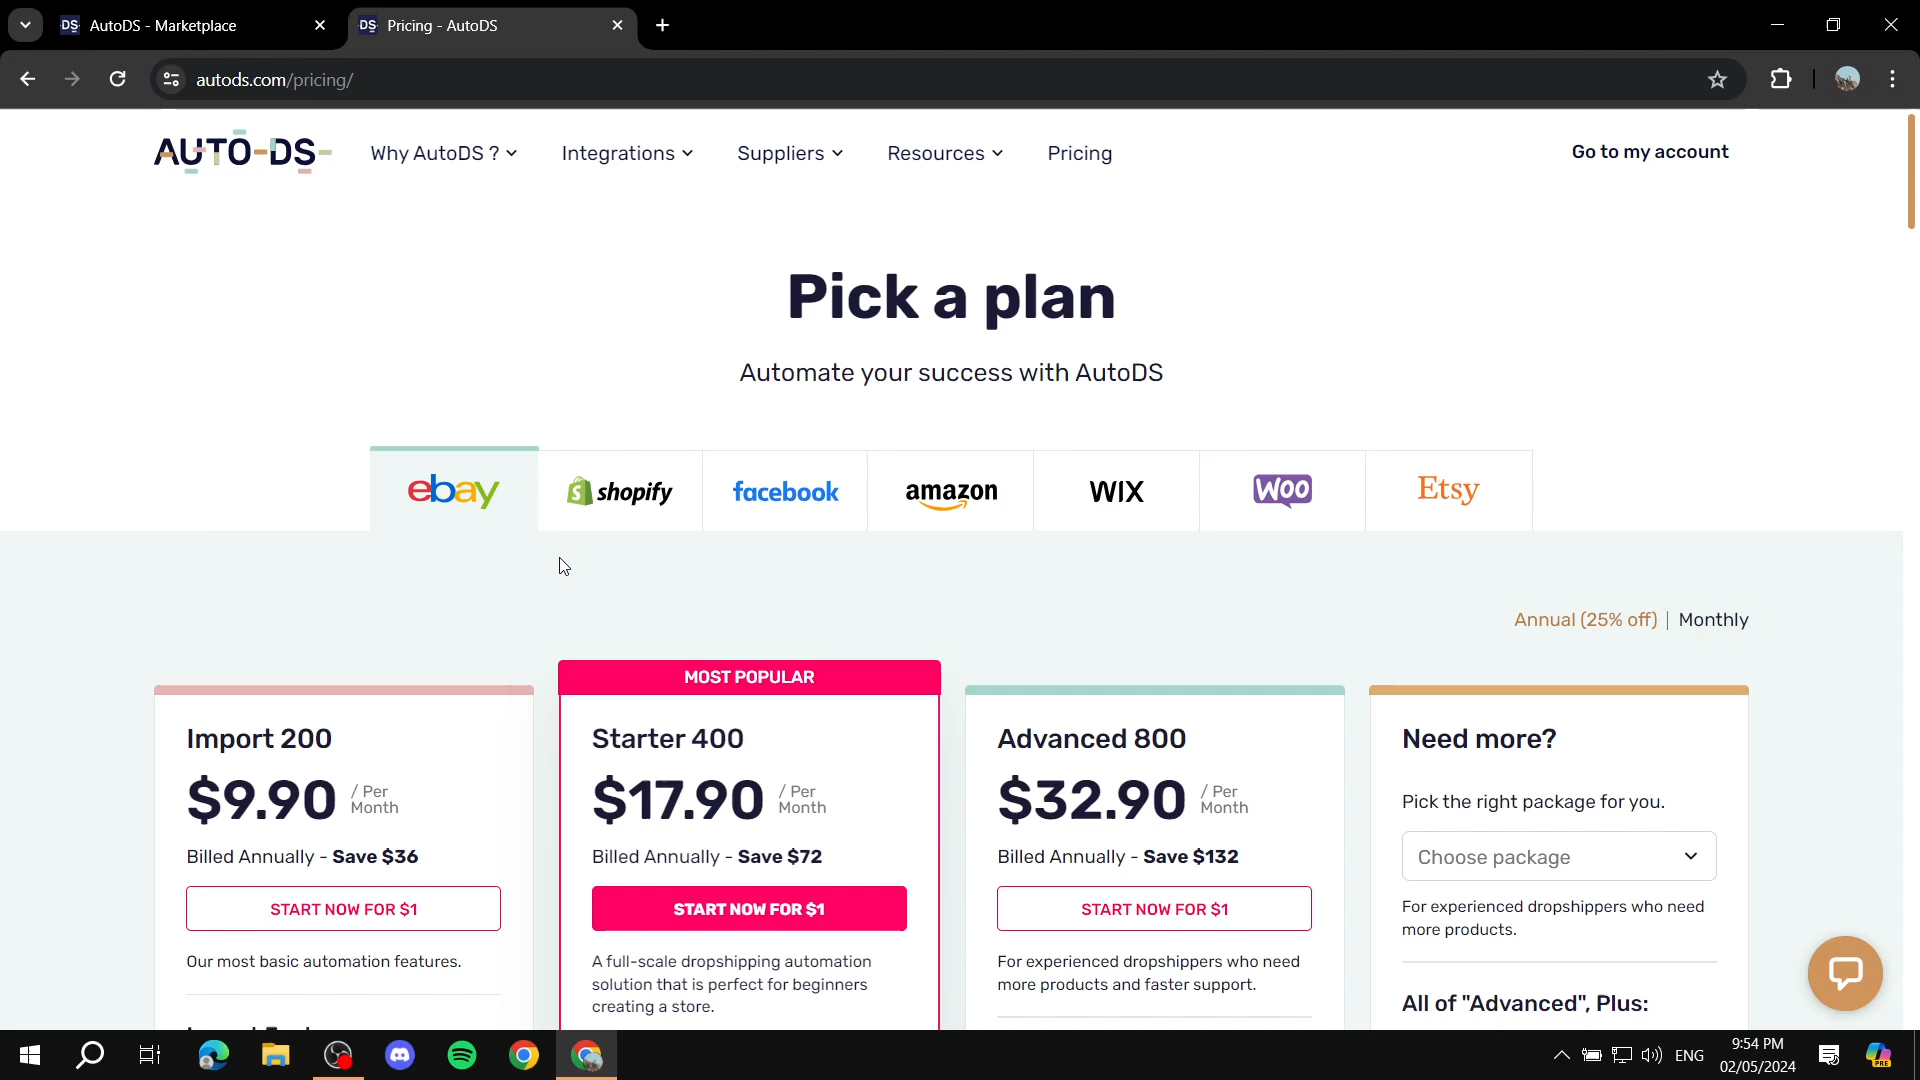 AutoDS - Marketplace
Pricing - AutoDS
autods.com/pricing/
AUTO-DS
Why AutoDS ?
Integrations
Suppliers
Resources
Pricing
Go to my account
Pick a plan
Automate your success with AutoDS
ebay
shopify
facebook
amazon
WIX
WOO
Etsy
Annual (25% off) | Monthly
MOST POPULAR
Import 200
$9.90 / Per Month
Billed Annually - Save $36
START NOW FOR $1
Our most basic automation features.
Starter 400
$17.90 / Per Month
Billed Annually - Save $72
START NOW FOR $1
A full-scale dropshipping automation
solution that is perfect for beginners
creating a store.
Advanced 800
$32.90 / Per Month
Billed Annually - Save $132
START NOW FOR $1
For experienced dropshippers who need
more products and faster support.
Need more?
Pick the right package for you.
Choose package
For experienced dropshippers who need
more products.
All of "Advanced", Plus:
ENG
9:54 PM
02/05/2024